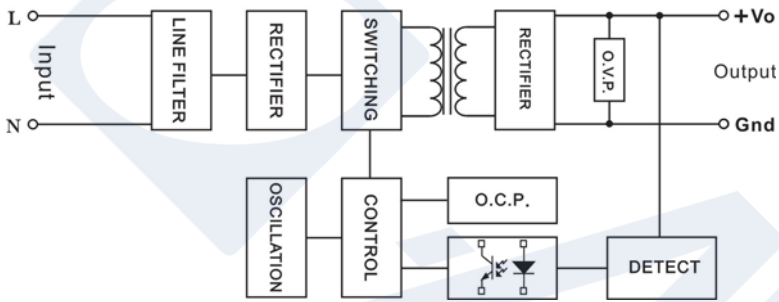 L
Input
N
LINE FILTER
RECTIFIER
SWITCHING
RECTIFIER
O.V.P.
+Vo
Output
Gnd
OSCILLATION
CONTROL
O.C.P.
DETECT